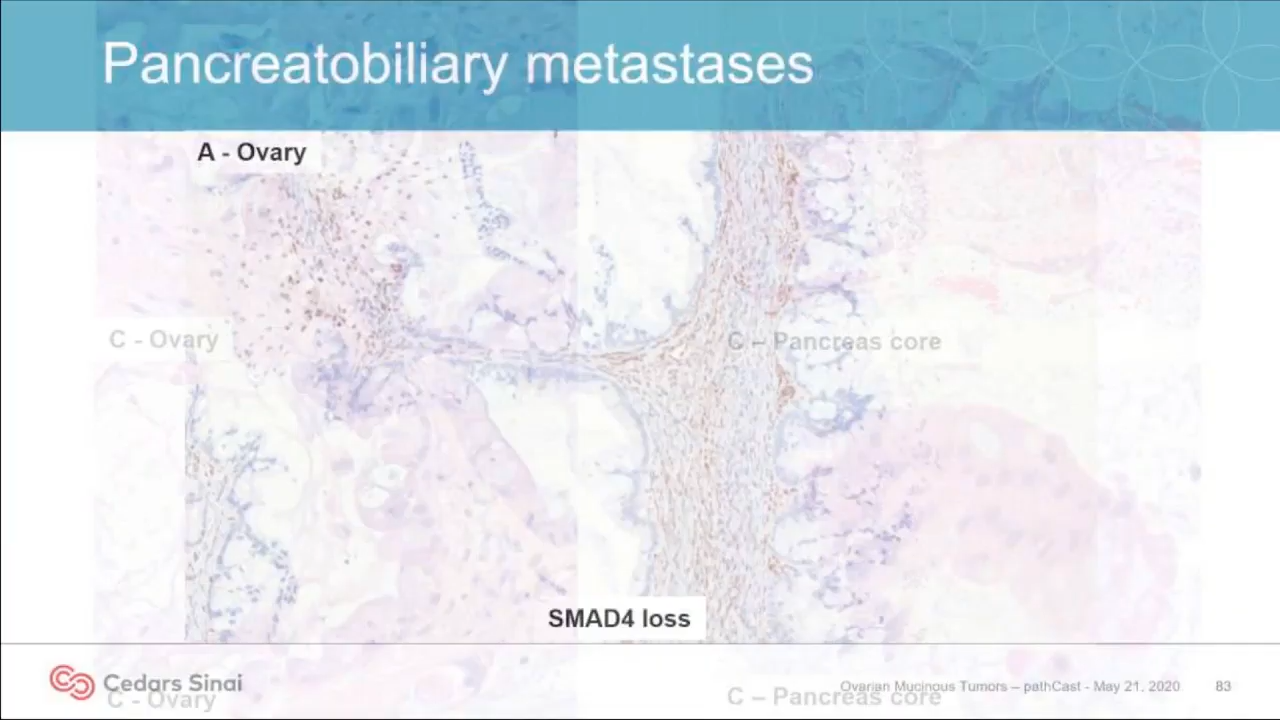 Pancreatobiliary metastases
A - Ovary
C - Ovary
C – Pancreas core
SMAD4 loss
Cedars Sinai
Ovarian Mucinous Tumors – pathCast - May 21, 2020
83
C - Ovary
C – Pancreas core